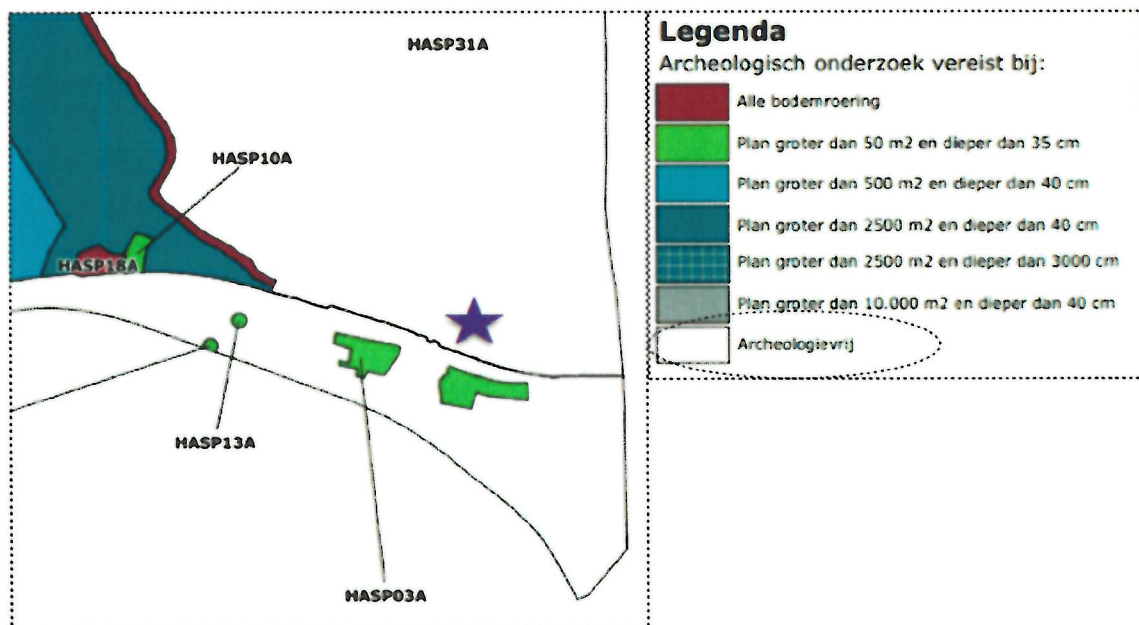 HASP31A
HASP10A
HASP18A
HASP13A
HASP03A
Legenda
Archeologisch onderzoek vereist bij:
Alle bodemroering
Plan groter dan 50 m2 en dieper dan 35 cm
Plan groter dan 500 m2 en dieper dan 40 cm
Plan groter dan 2500 m2 en dieper dan 40 cm
Plan groter dan 2500 m2 en dieper dan 3000 cm
Plan groter dan 10.000 m2 en dieper dan 40 cm
Archeologievrij